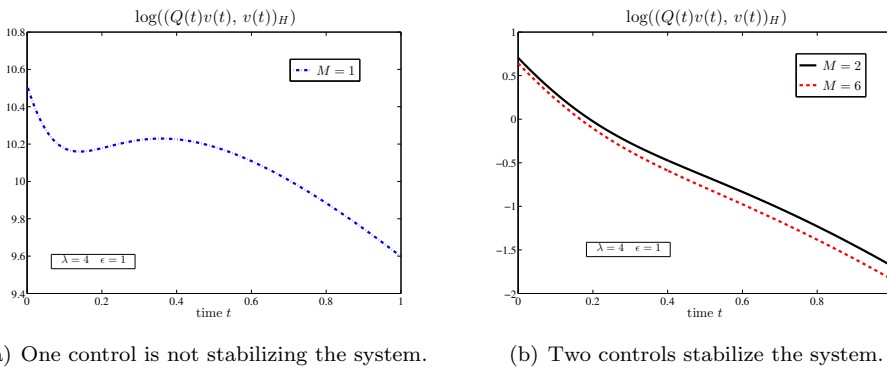 log((Q(t)v(t), v(t))_H)
10.8
10.6
10.4
10.2
10
9.8
9.6
9.4
0 0.2 0.4 0.6 0.8 1
time t
M = 1
λ = 4 ϵ = 1
) One control is not stabilizing the system.
log((Q(t)v(t), v(t))_H)
1
0.5
0
−0.5
−1
−1.5
−2
0 0.2 0.4 0.6 0.8
time t
M = 2
M = 6
λ = 4 ϵ = 1
(b) Two controls stabilize the system.